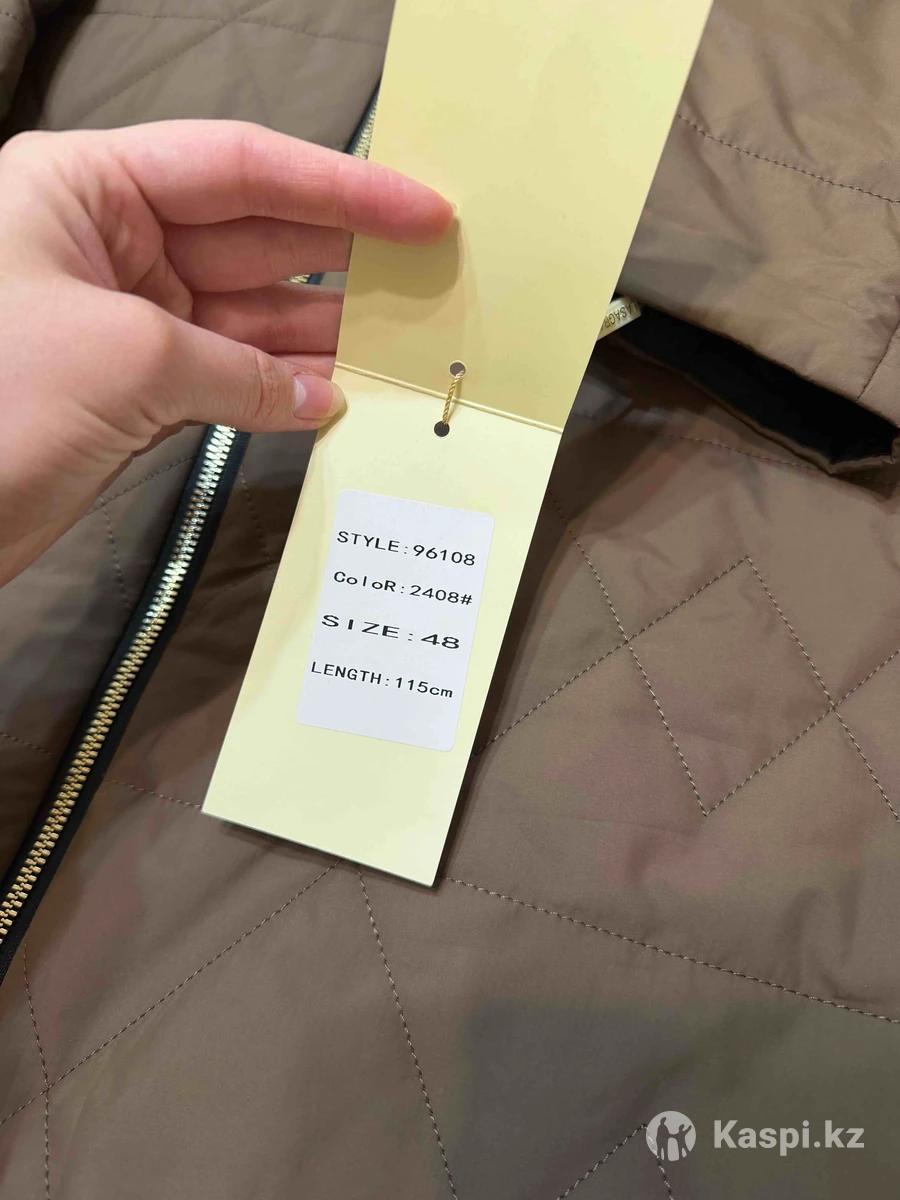 STYLE:96108
ColoR:2408#
SIZE:48
LENGTH:115cm
Kaspi.kz